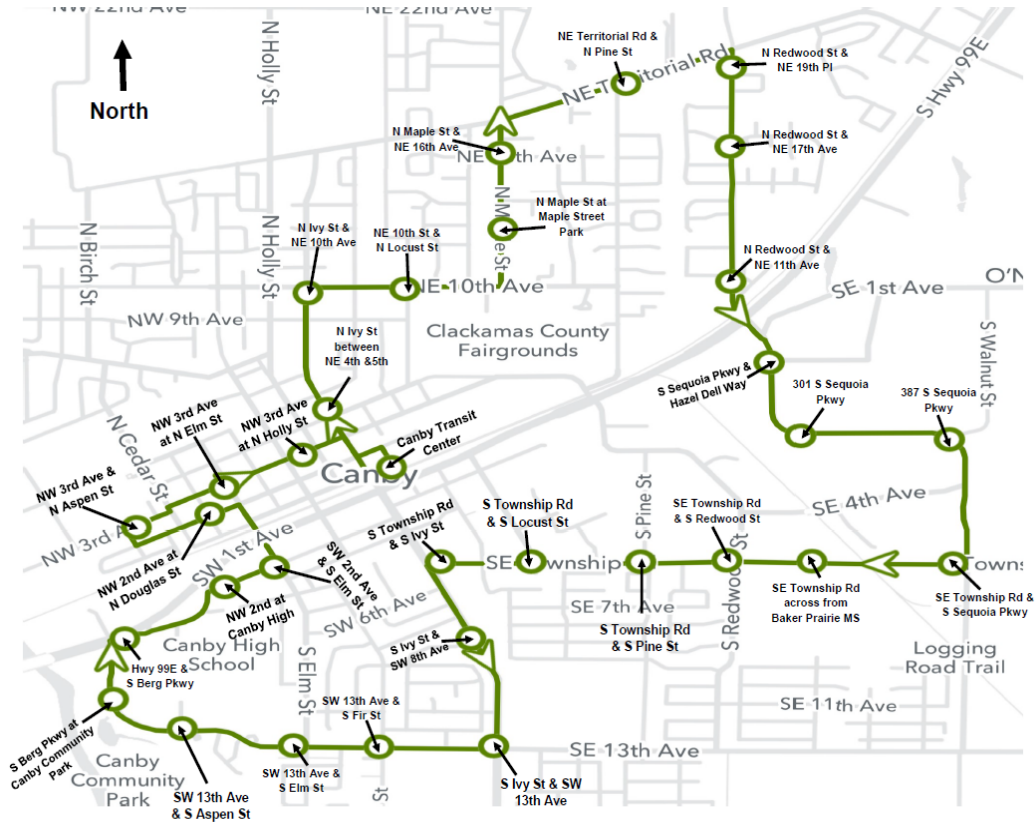 NW 22nd Ave
NE 22nd Ave
N Holly St
NE Territorial Rd &
N Pine St
NE Territorial Rd
N Redwood St &
NE 19th Pl
S Hwy 99E
North
N Maple St &
NE 16th Ave
N Redwood St &
NE 17th Ave
N Maple St at
Maple Street
Park
N Birch St
N Holly St
N Ivy St &
NE 10th Ave
NE 10th St &
N Locust St
N Redwood St &
NE 11th Ave
NE 10th Ave
SE 1st Ave
O'N
NW 9th Ave
N Ivy St
between
NE 4th &5th
Clackamas County
Fairgrounds
S Walnut St
S Sequoia Pkwy &
Hazel Dell Way
301 S Sequoia
Pkwy
387 S Sequoia
Pkwy
N Cedar St
NW 3rd Ave
at N Elm St
NW 3rd Ave
at N Holly St
Canby Transit
Center
Canby
NW 3rd Ave &
N Aspen St
NW 3rd A
NW 2nd Ave at
N Douglas St
SW 1st Ave
S Township Rd
& S Ivy St
S Township Rd
& S Locust St
S Pine St
SE Township Rd
& S Redwood St
SE 4th Ave
SW 2nd Ave
& S Elm St
SE
wnship
Towns
NW 2nd at
Canby High
SW 6th Ave
SE 7th Ave
S Township Rd
& S Pine St
S Redwood St
SE Township Rd
across from
Baker Prairie MS
SE Township Rd &
S Sequoia Pkwy
Canby High
School
Hwy 99E &
S Berg Pkwy
S Elm St
S Ivy St &
SW 8th Ave
Logging
Road Trail
SW 13th Ave &
S Fir St
SE 11th Ave
S Berg Pkwy at
Canby Community
Park
Canby
Community
Park
SW 13th Ave
& S Aspen St
SW 13th Ave &
S Elm St
St
S Ivy St & SW
13th Ave
SE 13th Ave